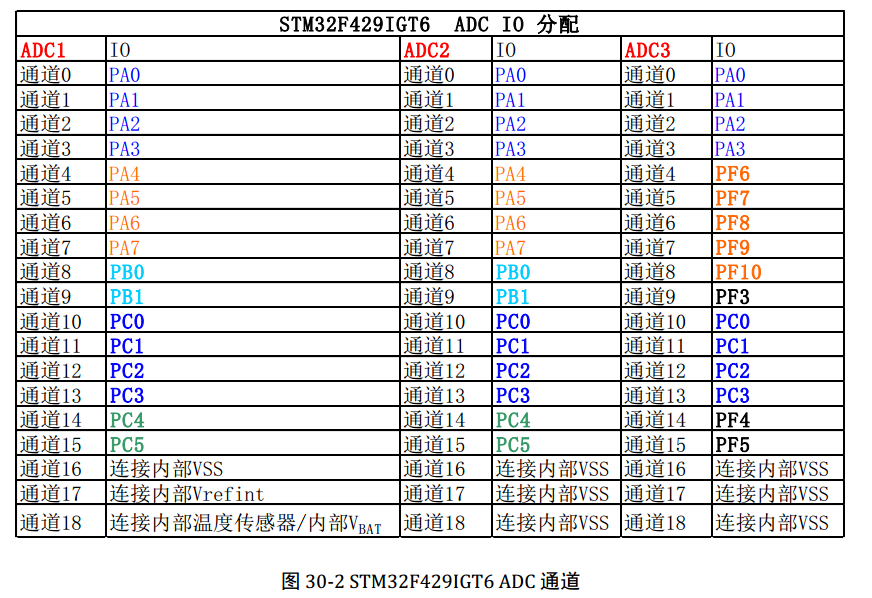 STM32F429IGT6 ADC IO 分配
ADC1 IO ADC2 IO ADC3 IO
通道0 PA0 通道0 PA0 通道0 PA0
通道1 PA1 通道1 PA1 通道1 PA1
通道2 PA2 通道2 PA2 通道2 PA2
通道3 PA3 通道3 PA3 通道3 PA3
通道4 PA4 通道4 PA4 通道4 PF6
通道5 PA5 通道5 PA5 通道5 PF7
通道6 PA6 通道6 PA6 通道6 PF8
通道7 PA7 通道7 PA7 通道7 PF9
通道8 PB0 通道8 PB0 通道8 PF10
通道9 PB1 通道9 PB1 通道9 PF3
通道10 PC0 通道10 PC0 通道10 PC0
通道11 PC1 通道11 PC1 通道11 PC1
通道12 PC2 通道12 PC2 通道12 PC2
通道13 PC3 通道13 PC3 通道13 PC3
通道14 PC4 通道14 PC4 通道14 PF4
通道15 PC5 通道15 PC5 通道15 PF5
通道16 连接内部VSS 通道16 连接内部VSS 通道16 连接内部VSS
通道17 连接内部Vrefint 通道17 连接内部VSS 通道17 连接内部VSS
通道18 连接内部温度传感器/内部VBAT 通道18 连接内部VSS 通道18 连接内部VSS
图 30-2 STM32F429IGT6 ADC 通道